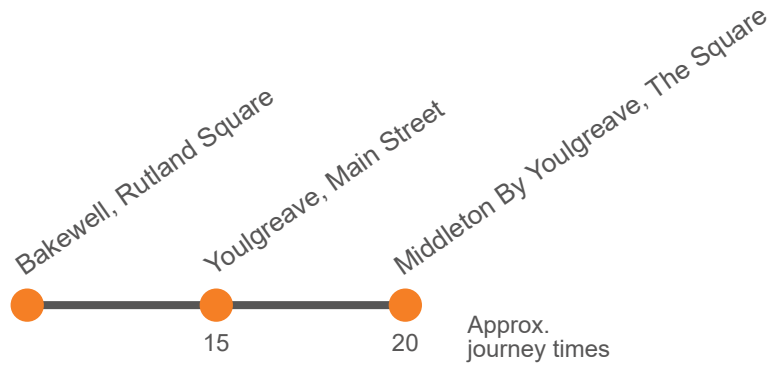 Bakewell, Rutland Square
Youlgreave, Main Street
Middleton By Youlgreave, The Square
15
20
Approx.
journey times